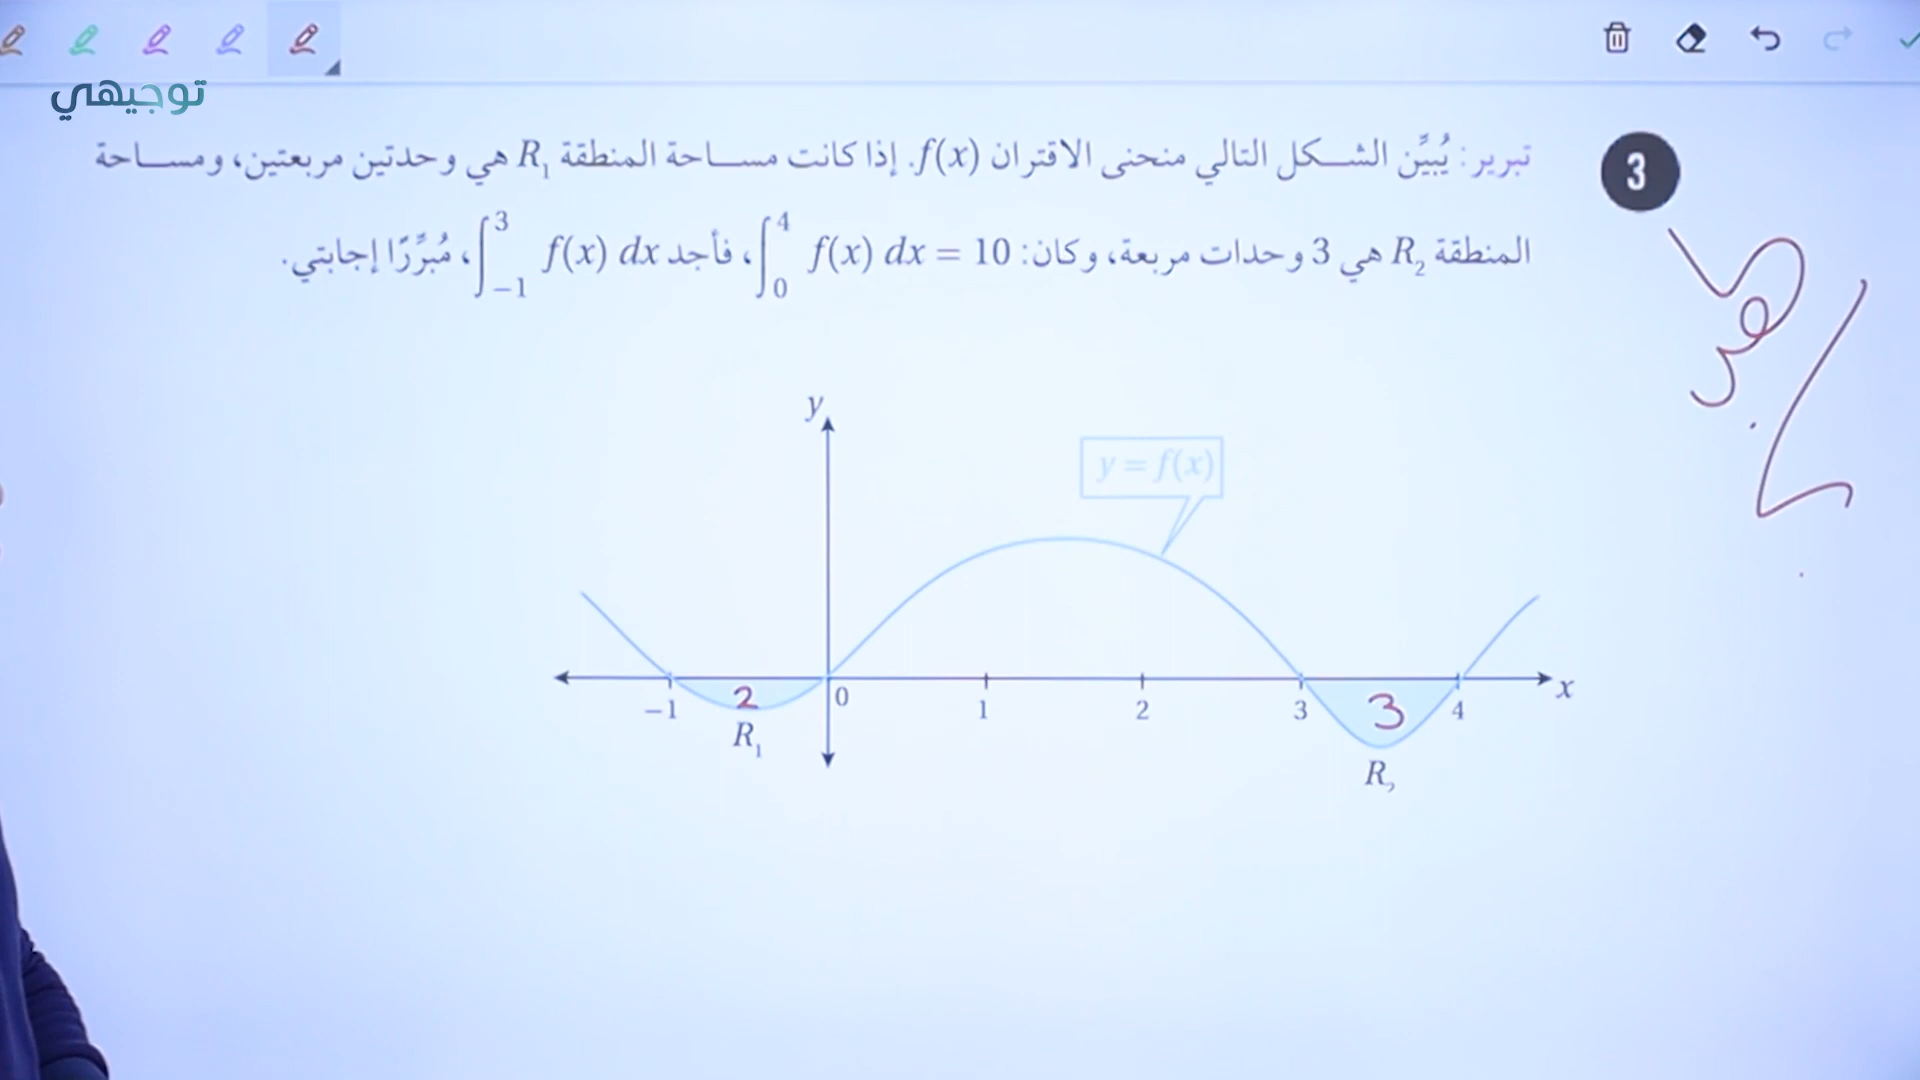 توجيهي
3
تبرير: يُبيِّن الشكل التالي منحنى الاقتران f(x). إذا كانت مساحة المنطقة R₁ هي وحدتين مربعتين، ومساحة
المنطقة R₂ هي 3 وحدات مربعة، وكان: ∫₀⁴ f(x) dx = 10، فأجد ∫₋₁³ f(x) dx، مُبرِّرًا إجابتي.
y
y = f(x)
2
3
−1 0 1 2 3 4 x
R₁
R₂